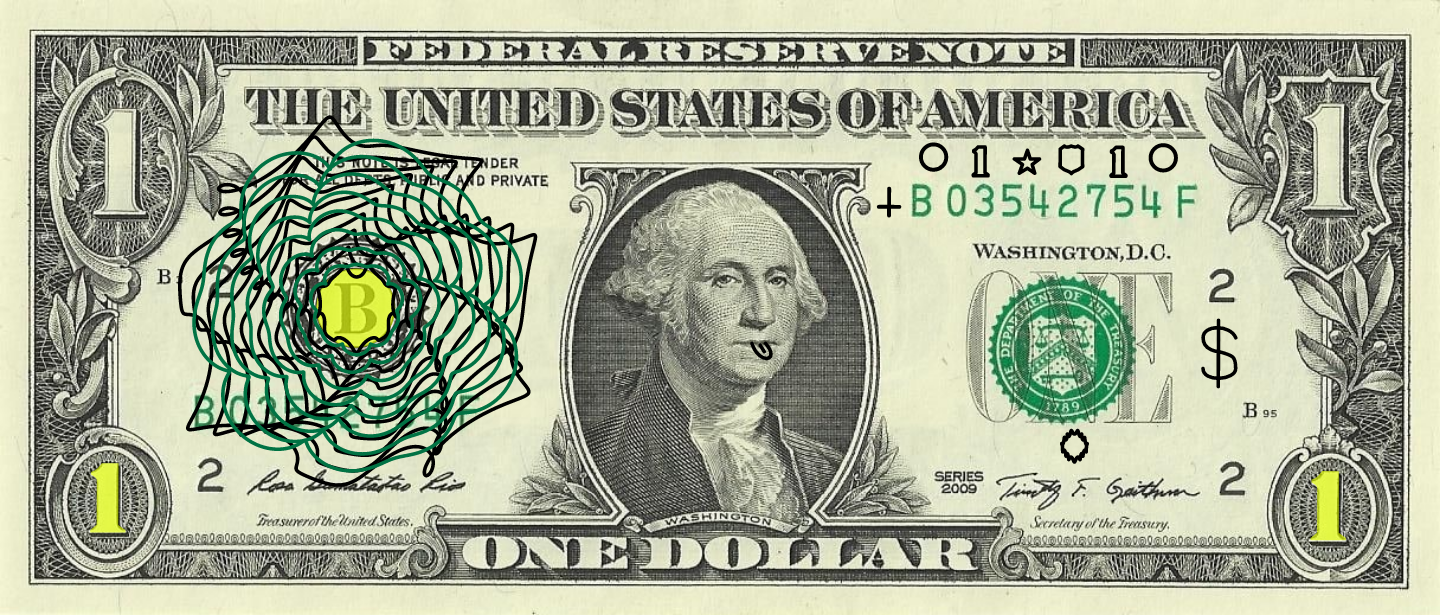 FEDERAL RESERVE NOTE
THE UNITED STATES OF AMERICA
1
1
THIS NOTE IS LEGAL TENDER
FOR ALL DEBTS, PUBLIC AND PRIVATE
1 1
+B 03542754 F
WASHINGTON, D.C.
B
2
2
B
ONE
THE DEPARTMENT OF THE TREASURY
1789
$
B 03542754 F
B 95
2
Rosa Gumataotao Rios
Treasurer of the United States.
SERIES
2009
Timothy F. Geithner
2
Secretary of the Treasury.
WASHINGTON
1
1
ONE DOLLAR